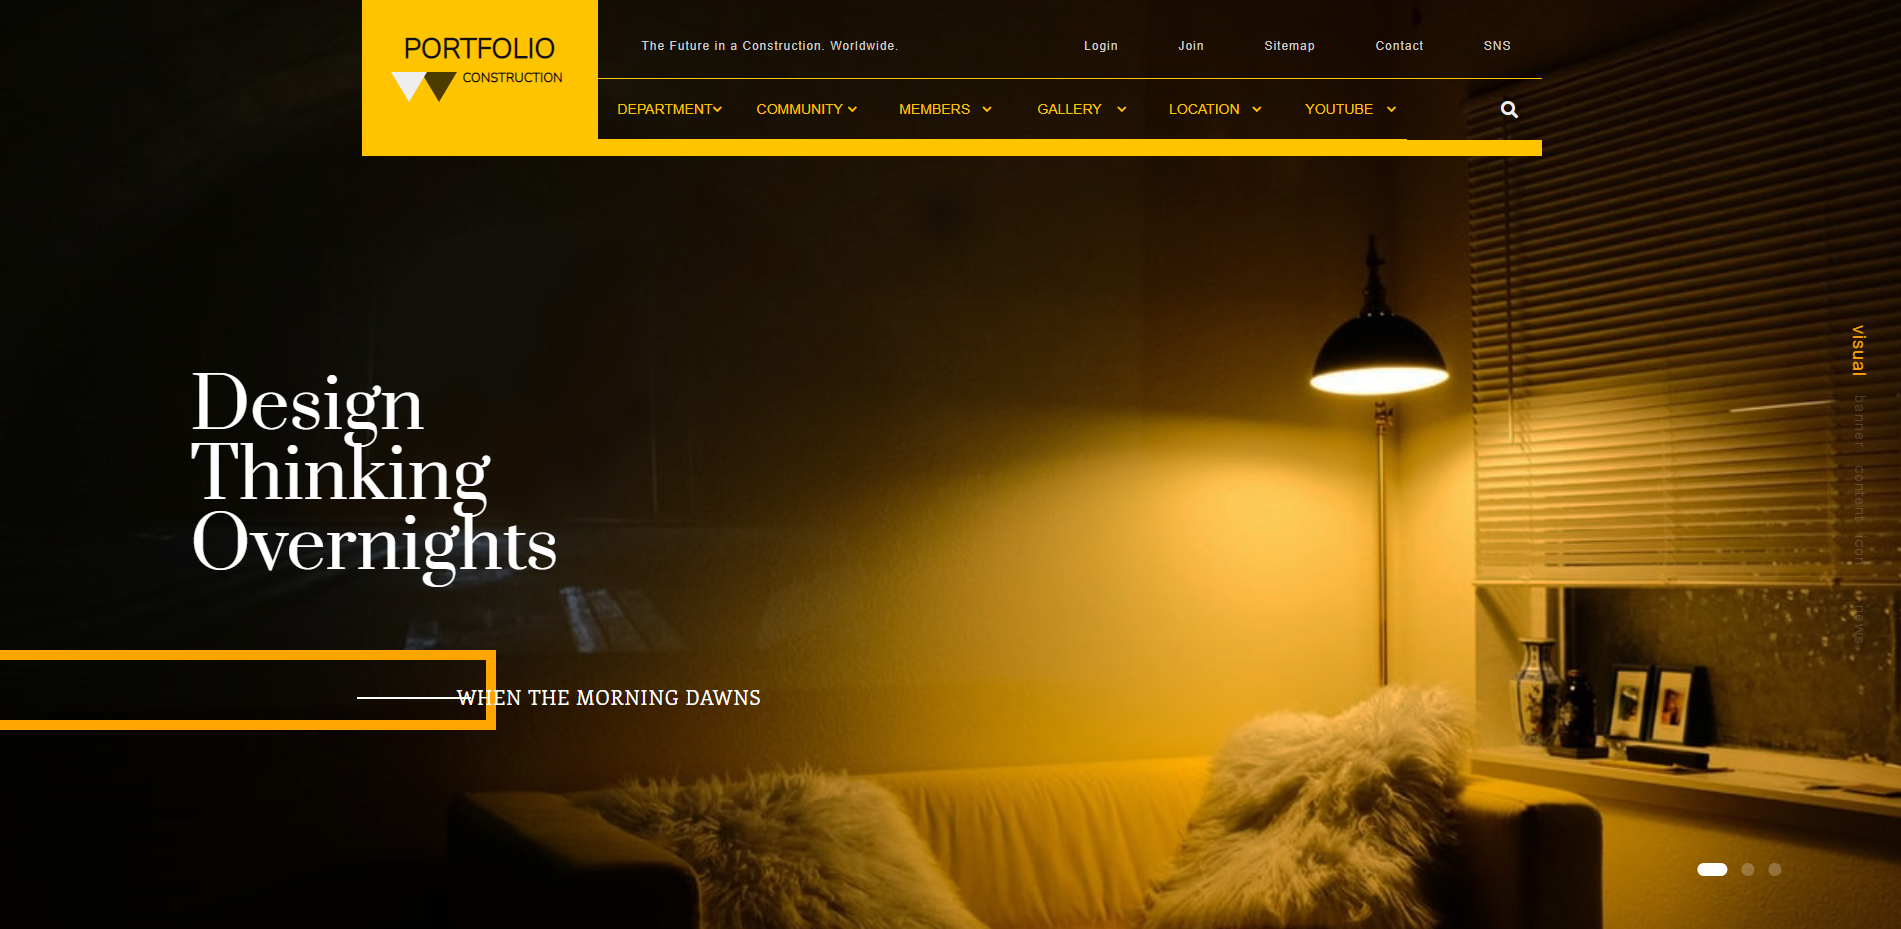 PORTFOLIO
CONSTRUCTION
The Future in a Construction. Worldwide.
Login
Join
Sitemap
Contact
SNS
DEPARTMENT
COMMUNITY
MEMBERS
GALLERY
LOCATION
YOUTUBE
Design
Thinking
Overnights
WHEN THE MORNING DAWNS
visual
banner
content
icon
news